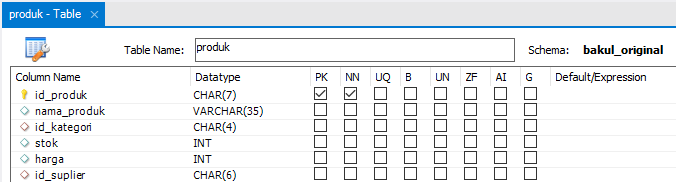 produk - Table ×
Table Name: produk Schema: bakul_original
Column Name Datatype PK NN UQ B UN ZF AI G Default/Expression
id_produk CHAR(7)
nama_produk VARCHAR(35)
id_kategori CHAR(4)
stok INT
harga INT
id_suplier CHAR(6)